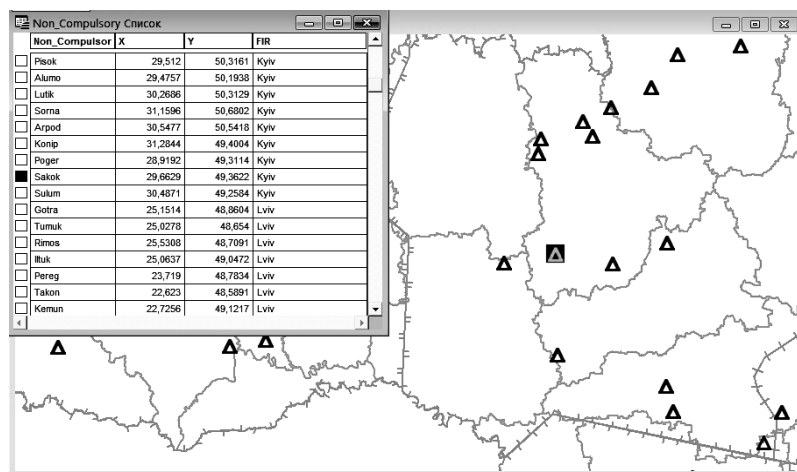 Non_Compulsory Список
Non_Compulsor X Y FIR
Pisok 29,512 50,3161 Kyiv
Alumo 29,4757 50,1938 Kyiv
Lutik 30,2686 50,3129 Kyiv
Sorna 31,1596 50,6802 Kyiv
Arpod 30,5477 50,5418 Kyiv
Konip 31,2844 49,4004 Kyiv
Poger 28,9192 49,3114 Kyiv
Sakok 29,6629 49,3622 Kyiv
Sulum 30,4871 49,2584 Kyiv
Gotra 25,1514 48,8604 Lviv
Tumuk 25,0278 48,654 Lviv
Rimos 25,5308 48,7091 Lviv
Iltuk 25,0637 49,0472 Lviv
Pereg 23,719 48,7834 Lviv
Takon 22,623 48,5891 Lviv
Kemun 22,7256 49,1217 Lviv